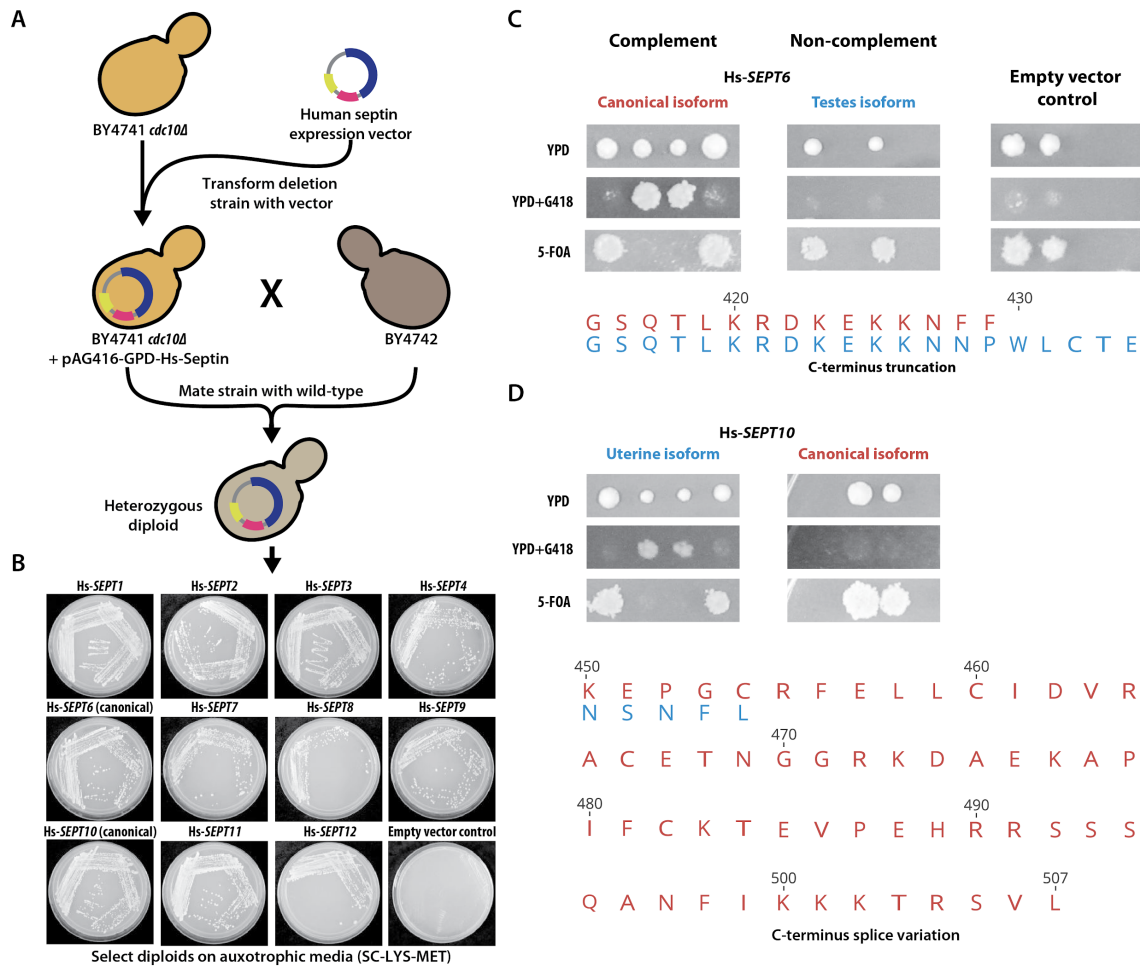 A
BY4741 cdc10Δ
Human septin
expression vector
Transform deletion
strain with vector
X
BY4741 cdc10Δ
+ pAG416-GPD-Hs-Septin
BY4742
Mate strain with wild-type
Heterozygous
diploid
B
Hs-SEPT1 Hs-SEPT2 Hs-SEPT3 Hs-SEPT4
Hs-SEPT6 (canonical) Hs-SEPT7 Hs-SEPT8 Hs-SEPT9
Hs-SEPT10 (canonical) Hs-SEPT11 Hs-SEPT12 Empty vector control
Select diploids on auxotrophic media (SC-LYS-MET)
C
Complement Non-complement
Hs-SEPT6
Empty vector
control
Canonical isoform Testes isoform
YPD
YPD+G418
5-FOA
420 430
G S Q T L K R D K E K K N F F
G S Q T L K R D K E K K N N P W L C T E
C-terminus truncation
D
Hs-SEPT10
Uterine isoform Canonical isoform
YPD
YPD+G418
5-FOA
450 460
K E P G C R F E L L C I D V R
N S N F L
470
A C E T N G G R K D A E K A P
480 490
I F C K T E V P E H R R S S S
500 507
Q A N F I K K K T R S V L
C-terminus splice variation